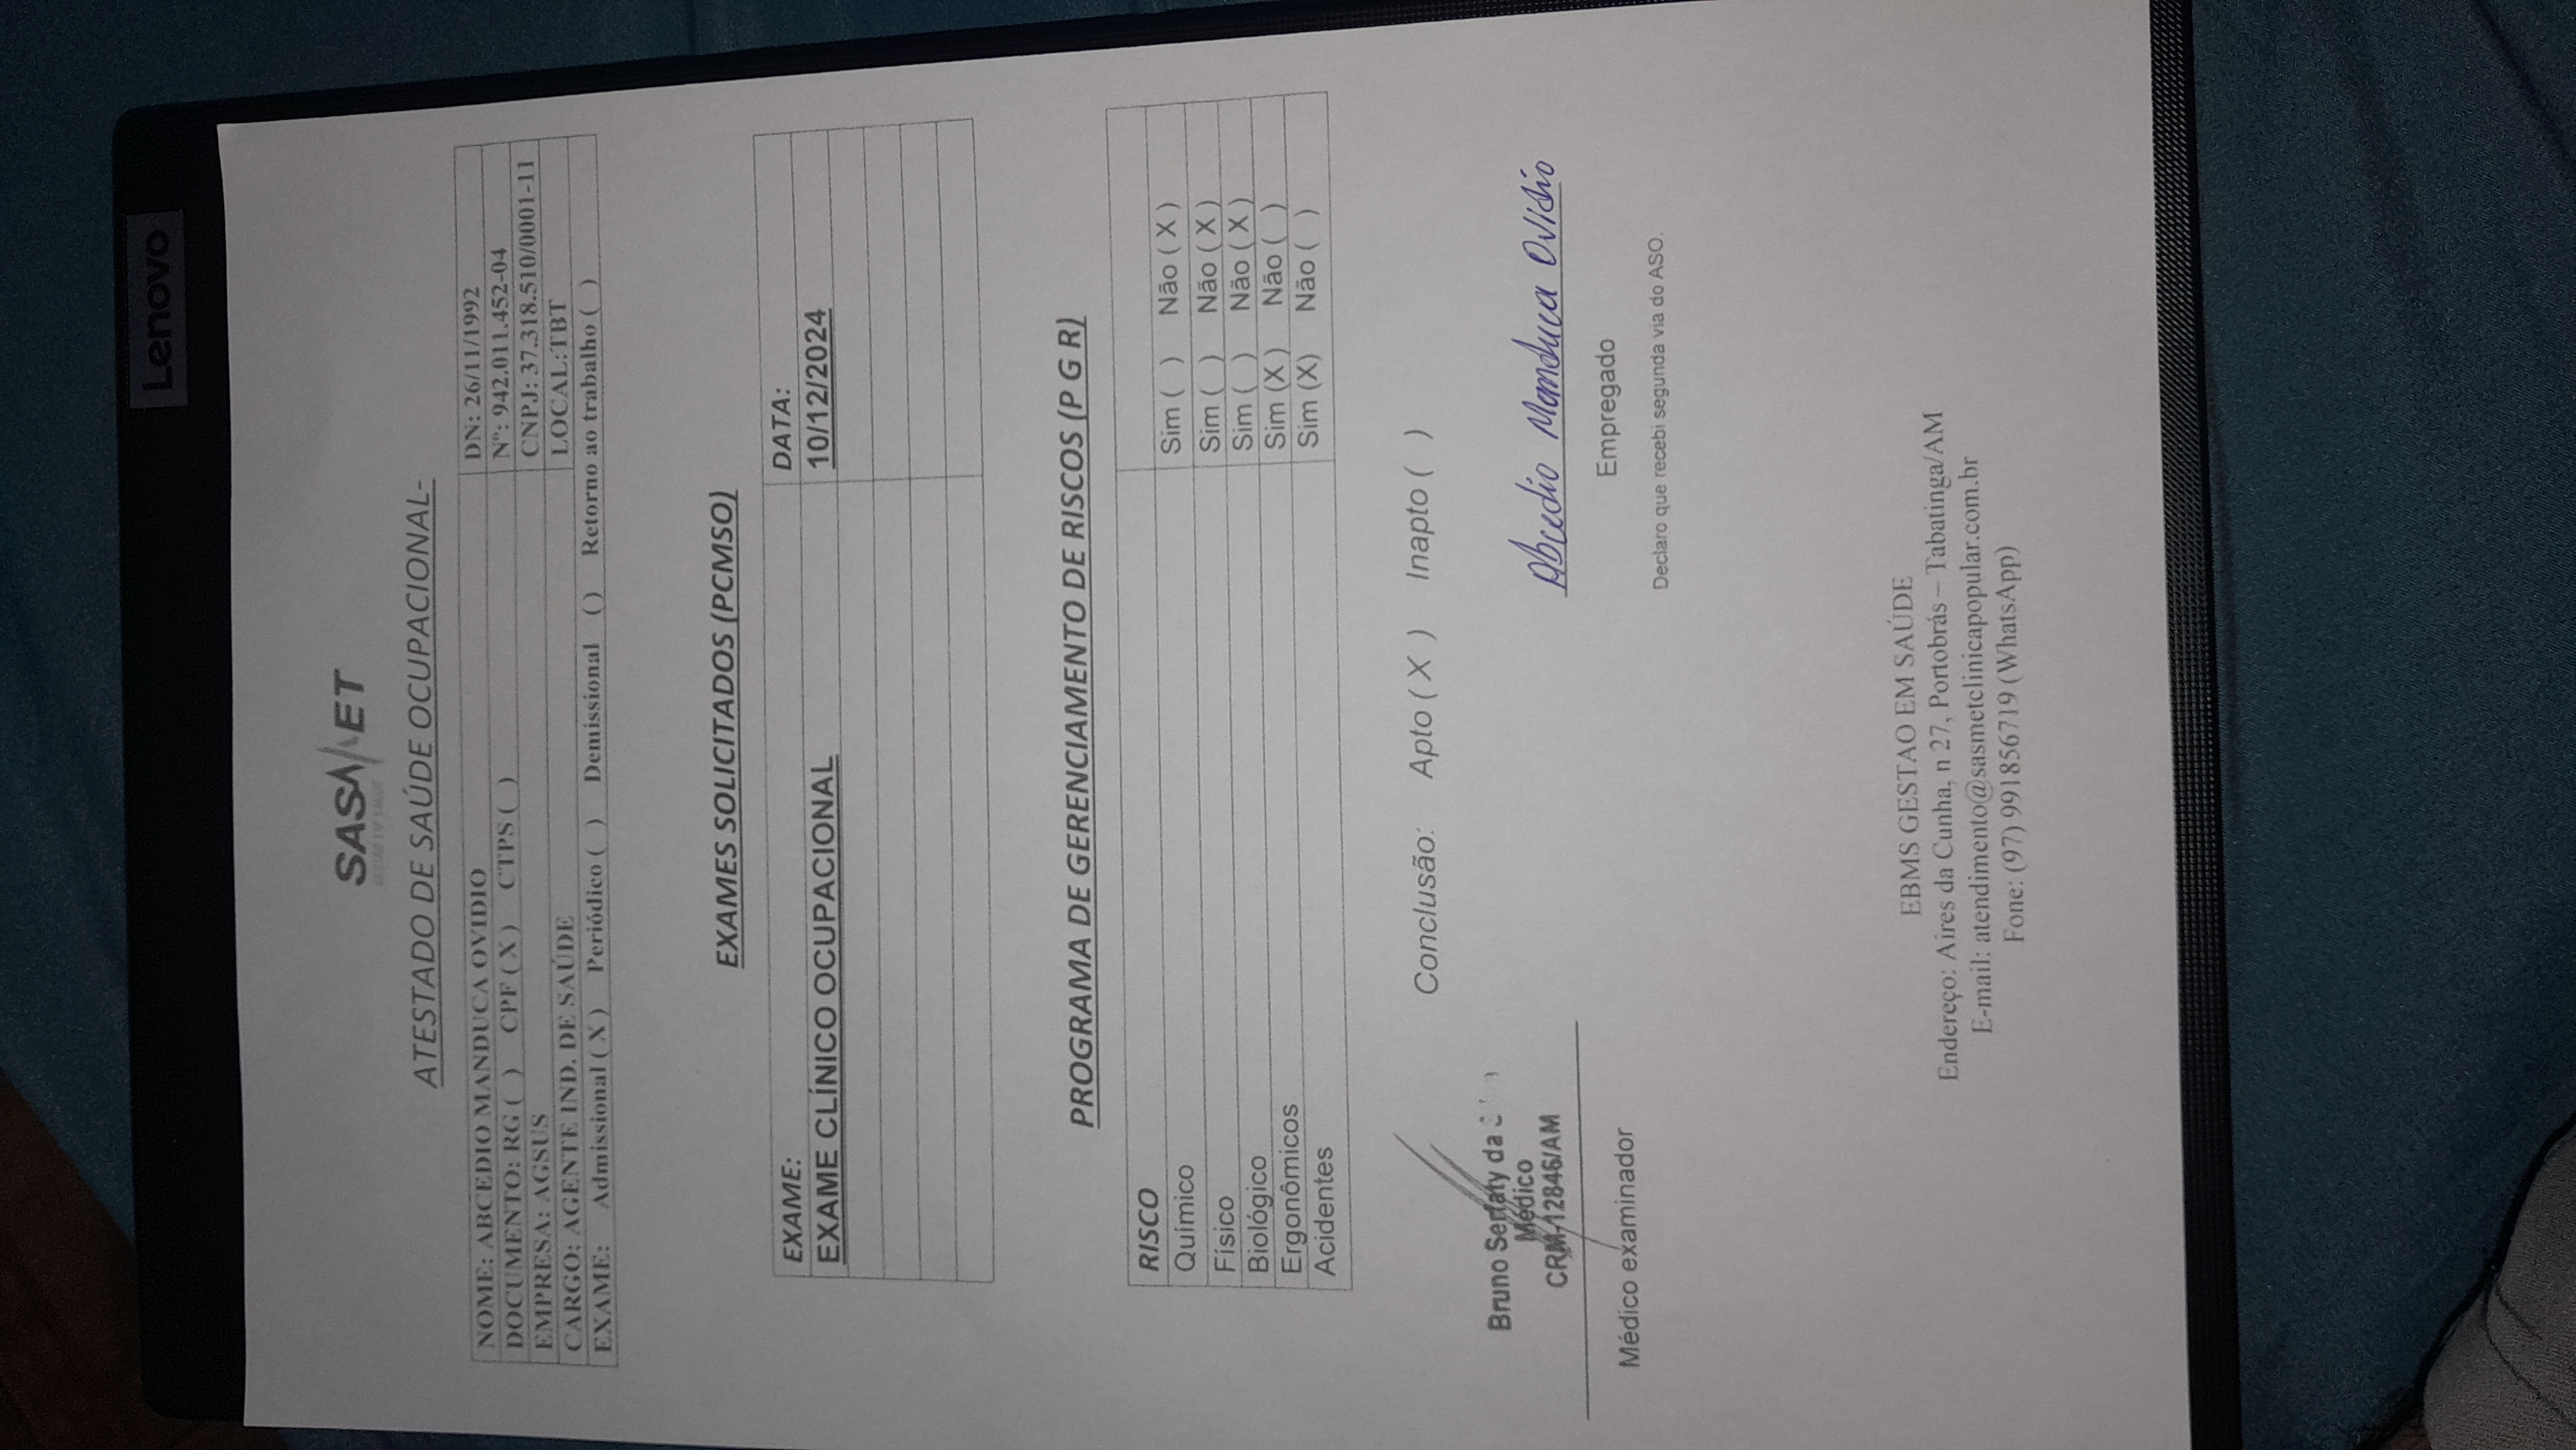 Lenovo
SASMET
GESTÃO EM SAÚDE
ATESTADO DE SAÚDE OCUPACIONAL-
NOME: ABCEDIO MANDUCA OVIDIO DN: 26/11/1992
DOCUMENTO: RG ( ) CPF ( X ) CTPS ( ) Nº: 942.011.452-04
EMPRESA: AGSUS CNPJ: 37.318.510/0001-11
CARGO: AGENTE IND. DE SAÚDE LOCAL:TBT
EXAME: Admissional ( X ) Periódico ( ) Demissional () Retorno ao trabalho ( )
EXAMES SOLICITADOS (PCMSO)
EXAME: DATA:
EXAME CLÍNICO OCUPACIONAL 10/12/2024
PROGRAMA DE GERENCIAMENTO DE RISCOS (P G R)
RISCO
Químico Sim ( ) Não ( X )
Físico Sim ( ) Não ( X )
Biológico Sim ( ) Não ( X )
Ergonômicos Sim (X ) Não ( )
Acidentes Sim (X) Não ( )
Conclusão: Apto ( X ) Inapto ( )
Bruno Serfaty da
Médico
CRM-12846/AM
Médico examinador
Abcedio Manduca Ovidio
Empregado
Declaro que recebi segunda via do ASO.
EBMS GESTAO EM SAÚDE
Endereço: Aires da Cunha, n 27, Portobrás – Tabatinga/AM
E-mail: atendimento@sasmetclinicapopular.com.br
Fone: (97) 991856719 (WhatsApp)